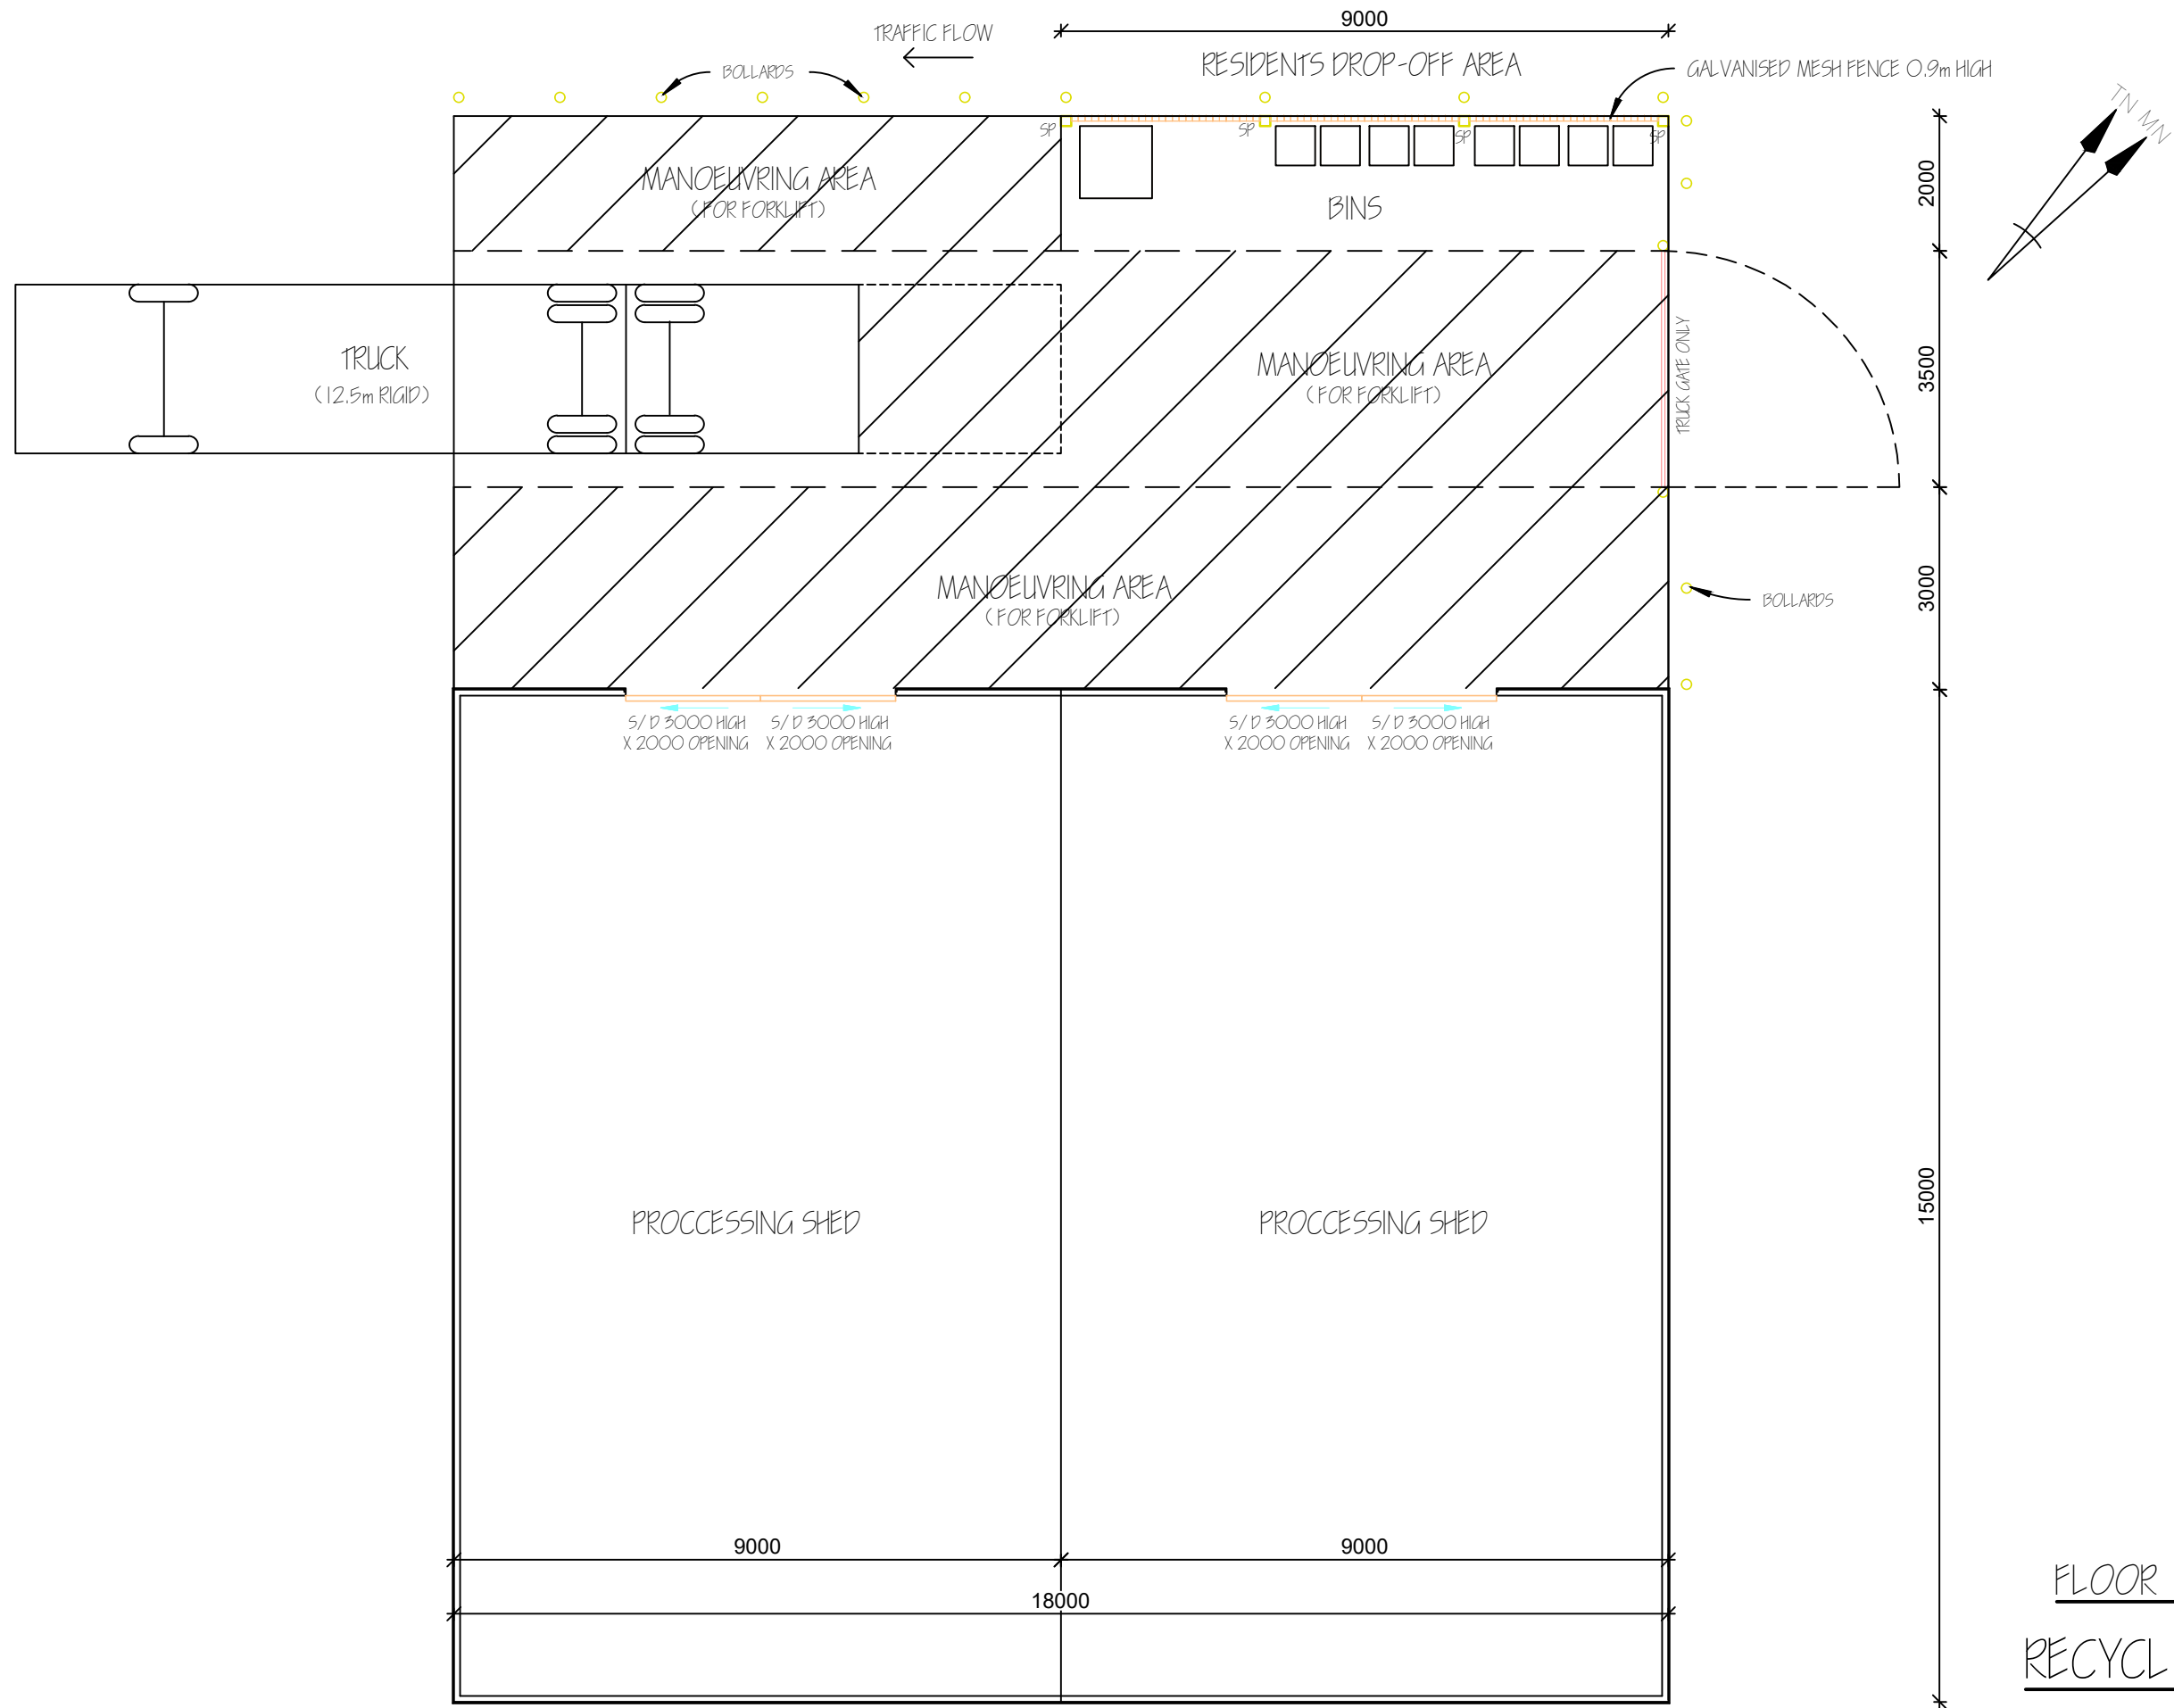 9000
TRAFFIC FLOW
RESIDENTS DROP-OFF AREA
BOLLARDS
GALVANISED MESH FENCE 0.9m HIGH
TN MN
SP
SP
SP
SP
MANOEUVRING AREA
(FOR FORKLIFT)
BINS
2000
TRUCK
(12.5m RIGID)
MANOEUVRING AREA
(FOR FORKLIFT)
TRUCK GATE ONLY
3500
MANOEUVRING AREA
(FOR FORKLIFT)
BOLLARDS
3000
S/D 3000 HIGH
X 2000 OPENING
S/D 3000 HIGH
X 2000 OPENING
S/D 3000 HIGH
X 2000 OPENING
S/D 3000 HIGH
X 2000 OPENING
15000
PROCCESSING SHED
PROCCESSING SHED
9000
9000
18000
FLOOR
RECYCL